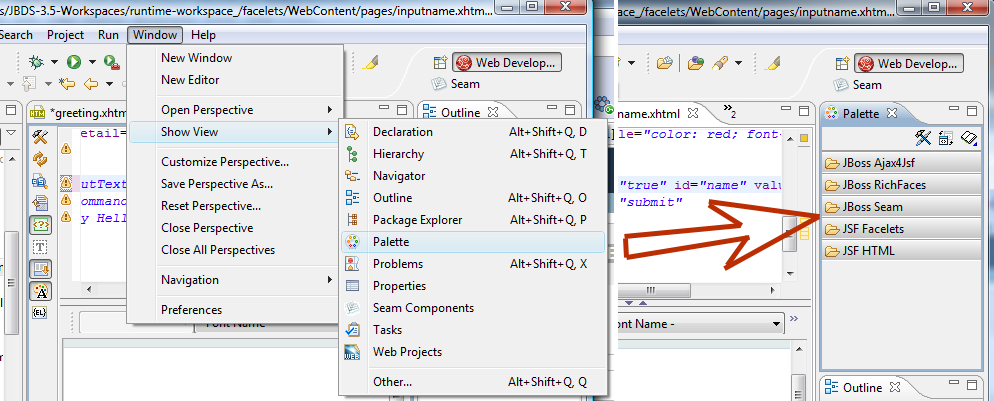 s/JBDS-3.5-Workspaces/runtime-workspace_/facelets/WebContent/pages/inputname.xhtm...
Search Project Run Window Help
Web Develop...
Seam
*greeting.xhtm
Outline
etail=
utText
ommanc
y Hell
New Window
New Editor
Open Perspective
Show View
Customize Perspective...
Save Perspective As...
Reset Perspective...
Close Perspective
Close All Perspectives
Navigation
Preferences
Font Name
Declaration Alt+Shift+Q, D
Hierarchy Alt+Shift+Q, T
Navigator
Outline Alt+Shift+Q, O
Package Explorer Alt+Shift+Q, P
Palette
Problems Alt+Shift+Q, X
Properties
Seam Components
Tasks
Web Projects
Other... Alt+Shift+Q, Q
ce_/facelets/WebContent/pages/inputname.xhtm...
Web Develop...
Seam
name.xhtml
2
le="color: red; font-
"true" id="name" valu
"submit"
ont Name -
Palette
JBoss Ajax4Jsf
JBoss RichFaces
JBoss Seam
JSF Facelets
JSF HTML
Outline